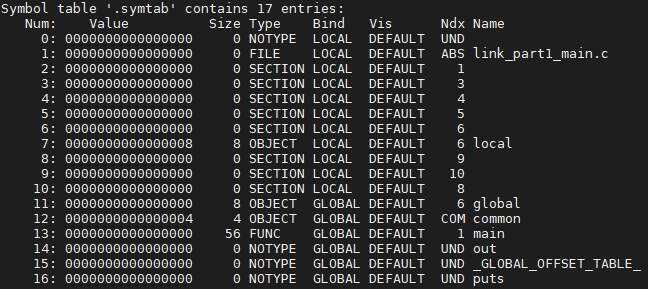 Symbol table '.symtab' contains 17 entries:
   Num:    Value          Size Type    Bind   Vis      Ndx Name
     0: 0000000000000000     0 NOTYPE  LOCAL  DEFAULT  UND
     1: 0000000000000000     0 FILE    LOCAL  DEFAULT  ABS link_part1_main.c
     2: 0000000000000000     0 SECTION LOCAL  DEFAULT    1
     3: 0000000000000000     0 SECTION LOCAL  DEFAULT    3
     4: 0000000000000000     0 SECTION LOCAL  DEFAULT    4
     5: 0000000000000000     0 SECTION LOCAL  DEFAULT    5
     6: 0000000000000000     0 SECTION LOCAL  DEFAULT    6
     7: 0000000000000008     8 OBJECT  LOCAL  DEFAULT    6 local
     8: 0000000000000000     0 SECTION LOCAL  DEFAULT    9
     9: 0000000000000000     0 SECTION LOCAL  DEFAULT   10
    10: 0000000000000000     0 SECTION LOCAL  DEFAULT    8
    11: 0000000000000000     8 OBJECT  GLOBAL DEFAULT    6 global
    12: 0000000000000004     4 OBJECT  GLOBAL DEFAULT  COM common
    13: 0000000000000000    56 FUNC    GLOBAL DEFAULT    1 main
    14: 0000000000000000     0 NOTYPE  GLOBAL DEFAULT  UND out
    15: 0000000000000000     0 NOTYPE  GLOBAL DEFAULT  UND _GLOBAL_OFFSET_TABLE_
    16: 0000000000000000     0 NOTYPE  GLOBAL DEFAULT  UND puts